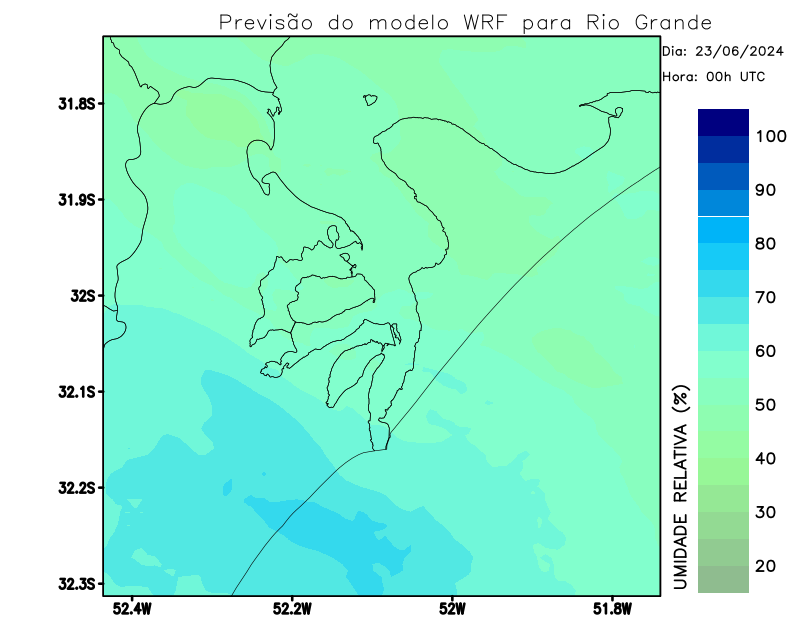 Previsão do modelo WRF para Rio Grande
Dia: 23/06/2024
Hora: 00h UTC
31.8S
31.9S
32S
32.1S
32.2S
32.3S
52.4W
52.2W
52W
51.8W
100
90
80
70
60
50
40
30
20
UMIDADE RELATIVA (%)